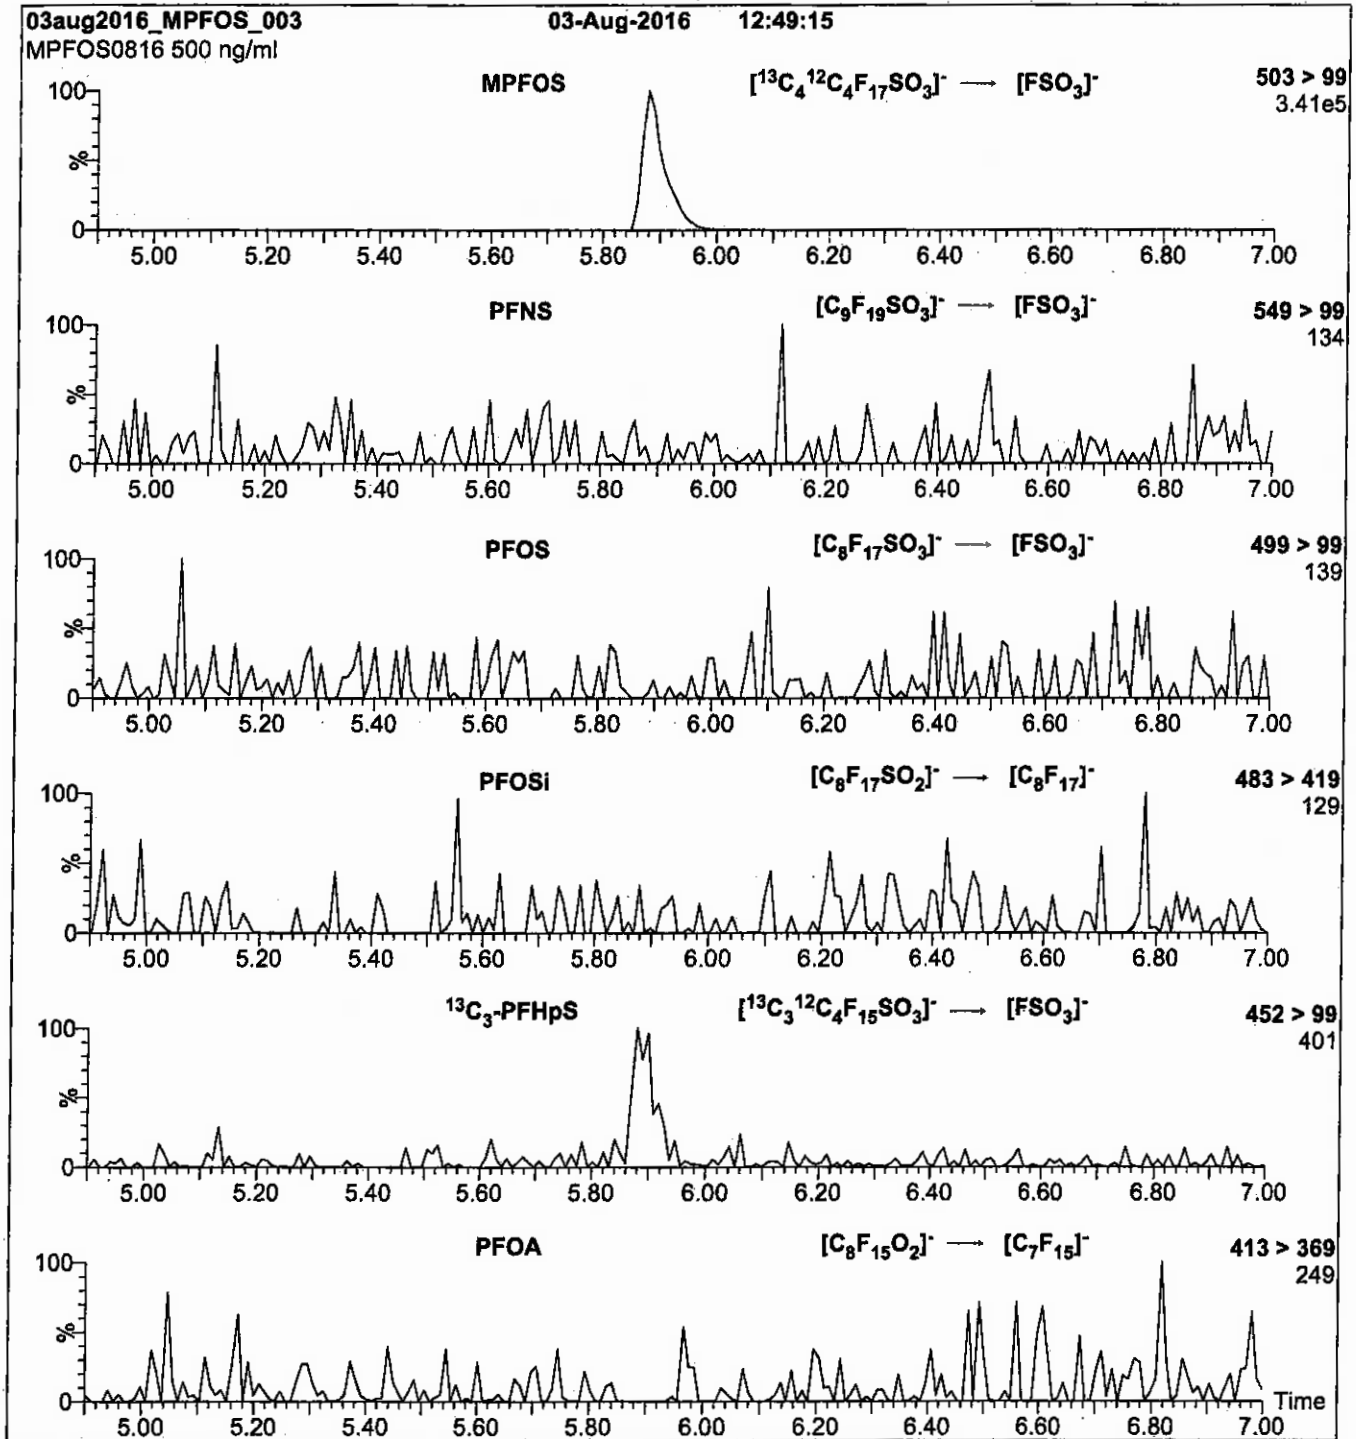 03aug2016_MPFOS_003 03-Aug-2016 12:49:15
MPFOS0816 500 ng/ml
MPFOS [¹³C₄¹²C₄F₁₇SO₃]⁻ → [FSO₃]⁻ 503 > 99
3.41e5
100
%
0
5.00 5.20 5.40 5.60 5.80 6.00 6.20 6.40 6.60 6.80 7.00
PFNS [C₉F₁₉SO₃]⁻ → [FSO₃]⁻ 549 > 99
134
100
%
0
5.00 5.20 5.40 5.60 5.80 6.00 6.20 6.40 6.60 6.80 7.00
PFOS [C₈F₁₇SO₃]⁻ → [FSO₃]⁻ 499 > 99
139
100
%
0
5.00 5.20 5.40 5.60 5.80 6.00 6.20 6.40 6.60 6.80 7.00
PFOSi [C₈F₁₇SO₂]⁻ → [C₈F₁₇]⁻ 483 > 419
129
100
%
0
5.00 5.20 5.40 5.60 5.80 6.00 6.20 6.40 6.60 6.80 7.00
¹³C₃-PFHpS [¹³C₃¹²C₄F₁₅SO₃]⁻ → [FSO₃]⁻ 452 > 99
401
100
%
0
5.00 5.20 5.40 5.60 5.80 6.00 6.20 6.40 6.60 6.80 7.00
PFOA [C₈F₁₅O₂]⁻ → [C₇F₁₅]⁻ 413 > 369
249
100
%
0 Time
5.00 5.20 5.40 5.60 5.80 6.00 6.20 6.40 6.60 6.80 7.00